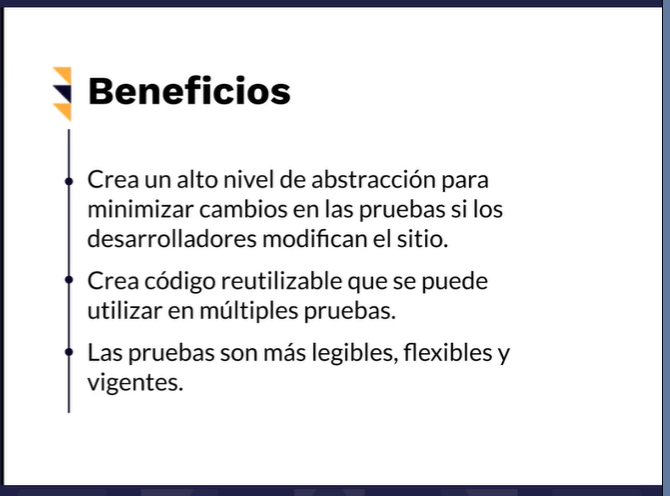 Beneficios
Crea un alto nivel de abstracción para
minimizar cambios en las pruebas si los
desarrolladores modifican el sitio.
Crea código reutilizable que se puede
utilizar en múltiples pruebas.
Las pruebas son más legibles, flexibles y
vigentes.